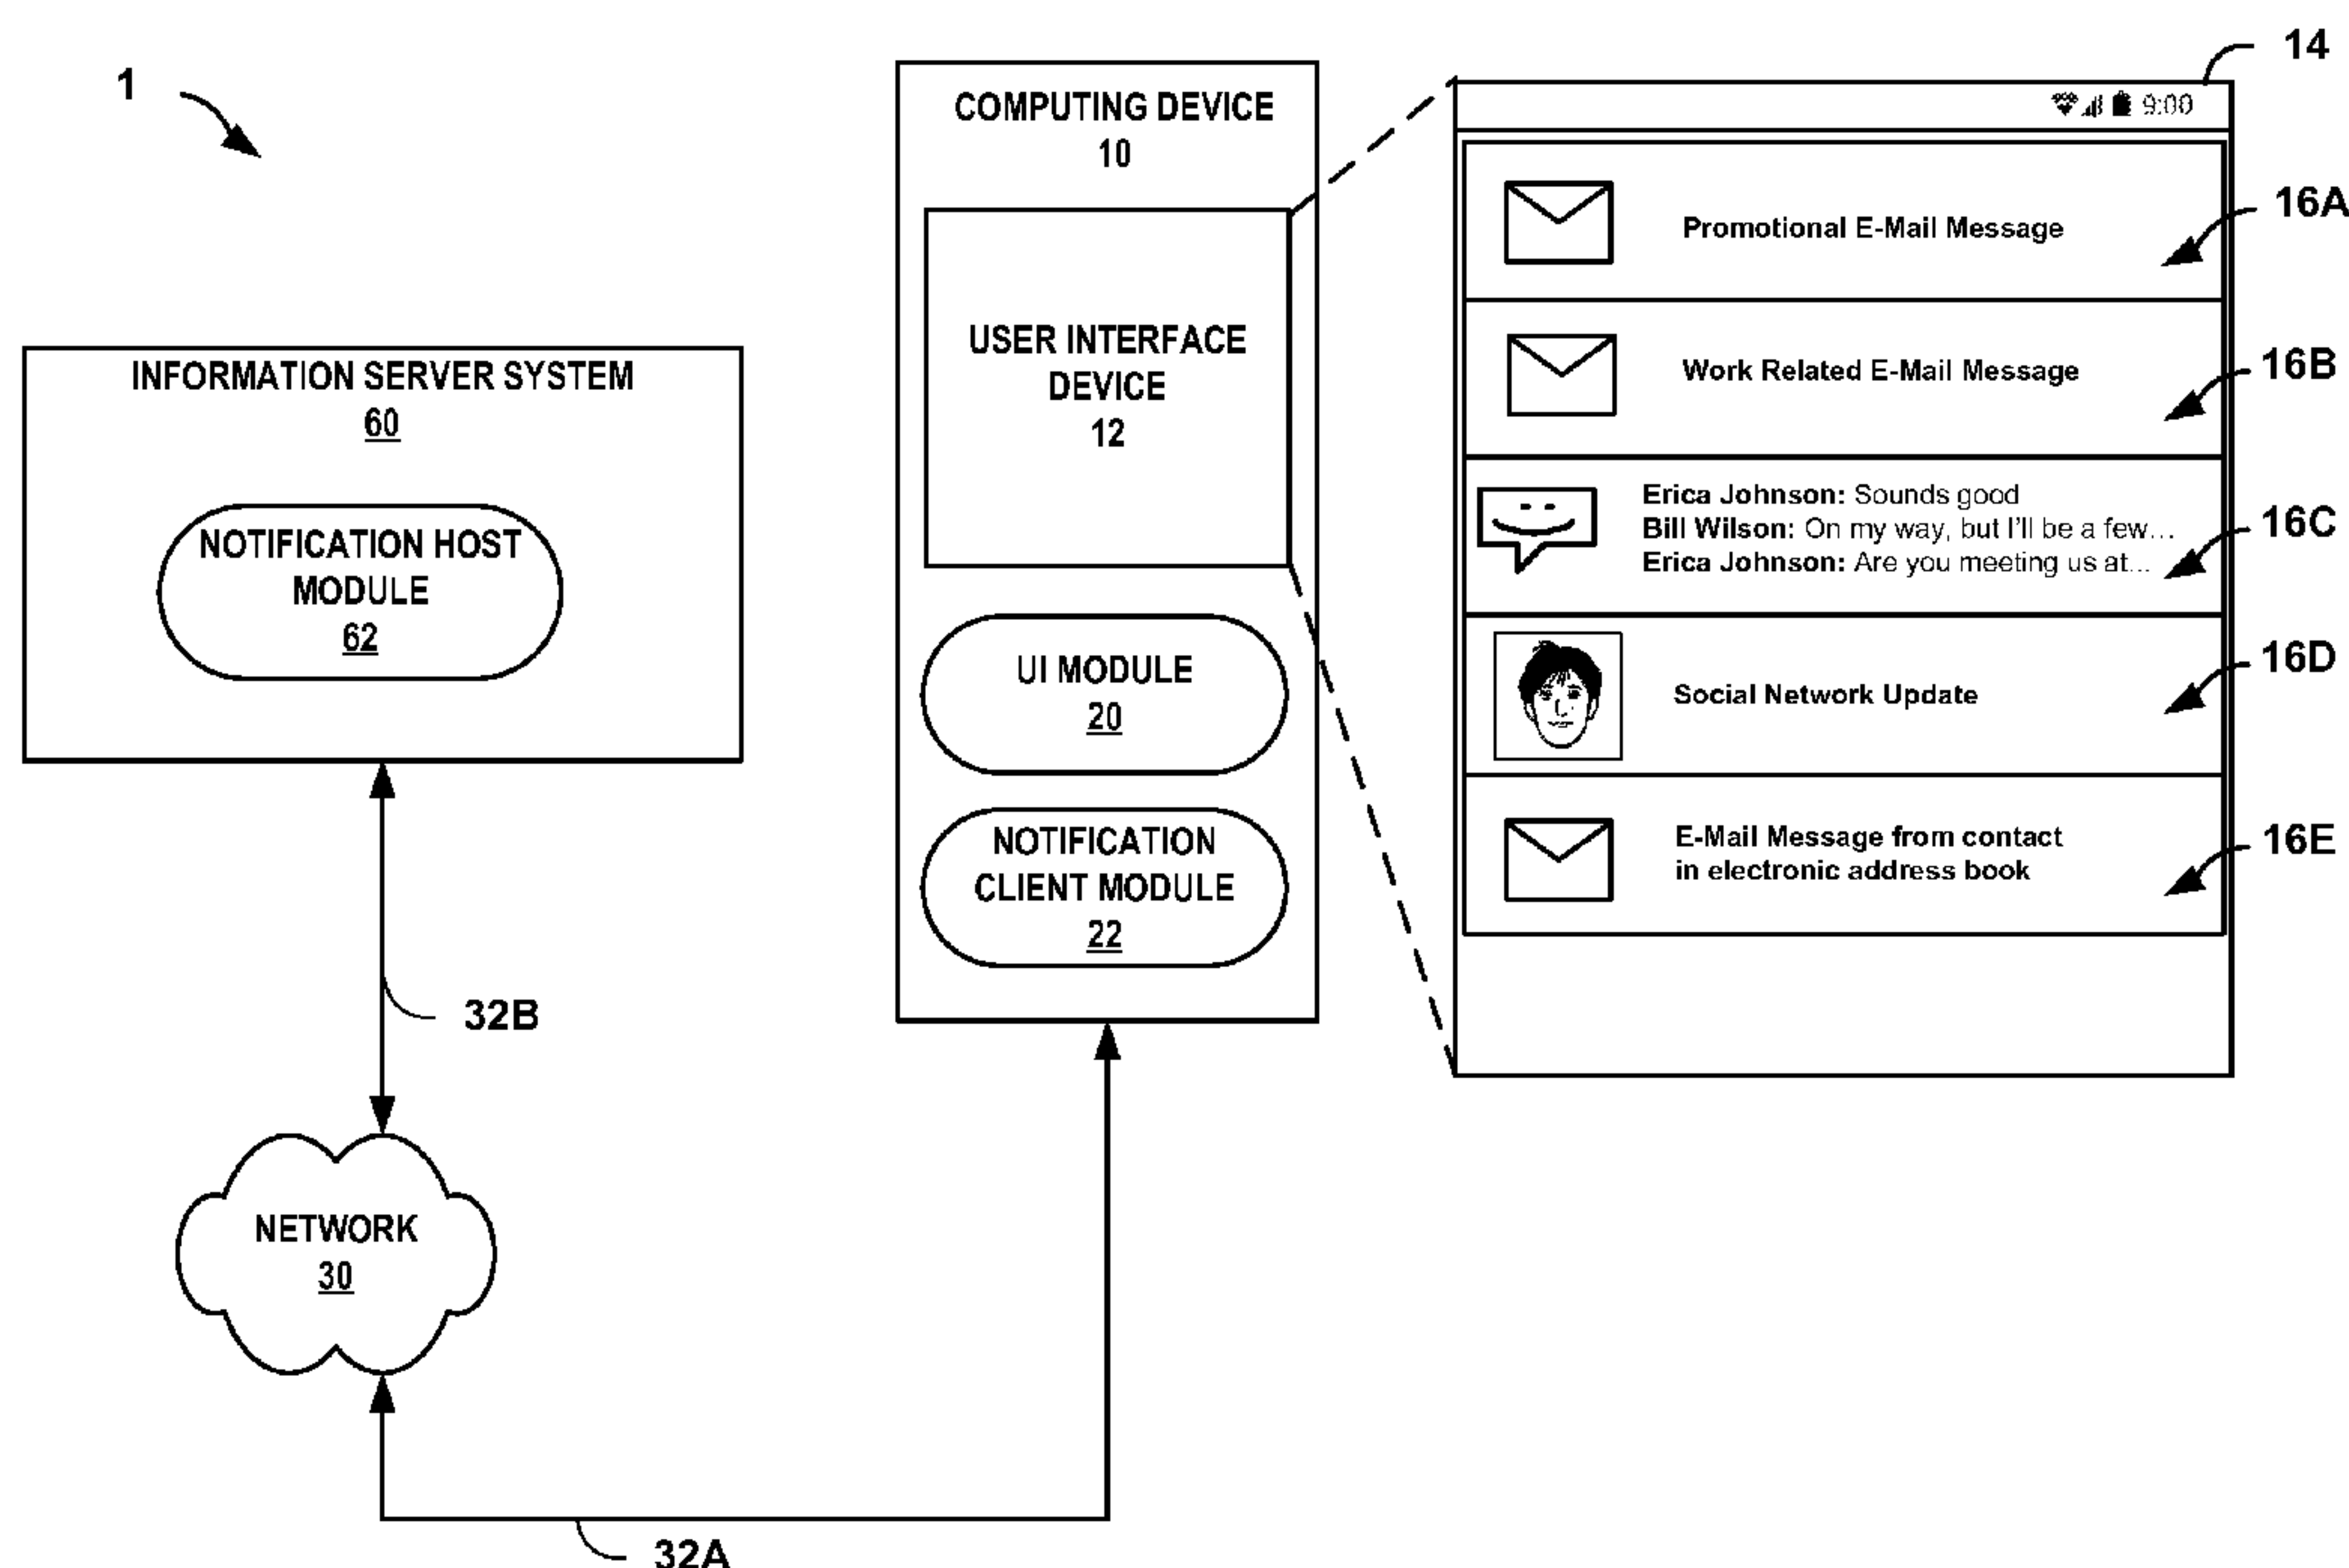 1
INFORMATION SERVER SYSTEM
60
NOTIFICATION HOST
MODULE
62
32B
NETWORK
30
32A
COMPUTING DEVICE
10
USER INTERFACE
DEVICE
12
UI MODULE
20
NOTIFICATION
CLIENT MODULE
22
14
9:00
Promotional E-Mail Message
16A
Work Related E-Mail Message
16B
Erica Johnson: Sounds good
Bill Wilson: On my way, but I'll be a few...
Erica Johnson: Are you meeting us at...
16C
Social Network Update
16D
E-Mail Message from contact
in electronic address book
16E